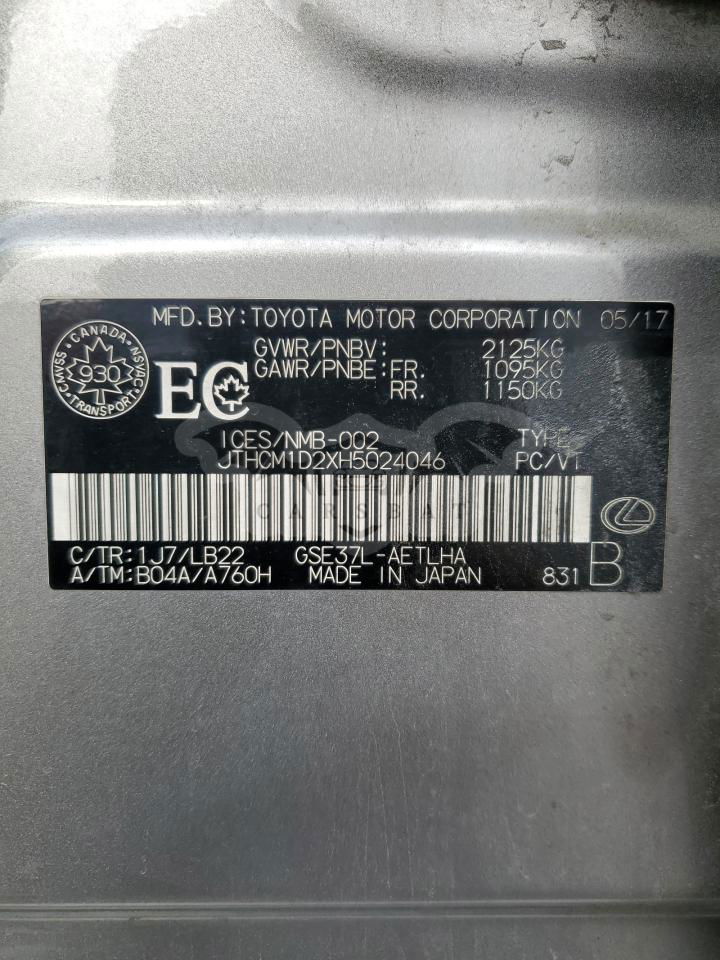 MFD.BY:TOYOTA MOTOR CORPORATION 05/17
CANADA
930
TRANSPORT
CMVSS
NSVAC
GVWR/PNBV: 2125KG
GAWR/PNBE:FR. 1095KG
RR. 1150KG
EC
ICES/NMB-002 TYPE
JTHCM1D2XH5024046 PC/VT
CARSBAT
C/TR:1J7/LB22 GSE37L-AETLHA
A/TM:B04A/A760H MADE IN JAPAN 831 B